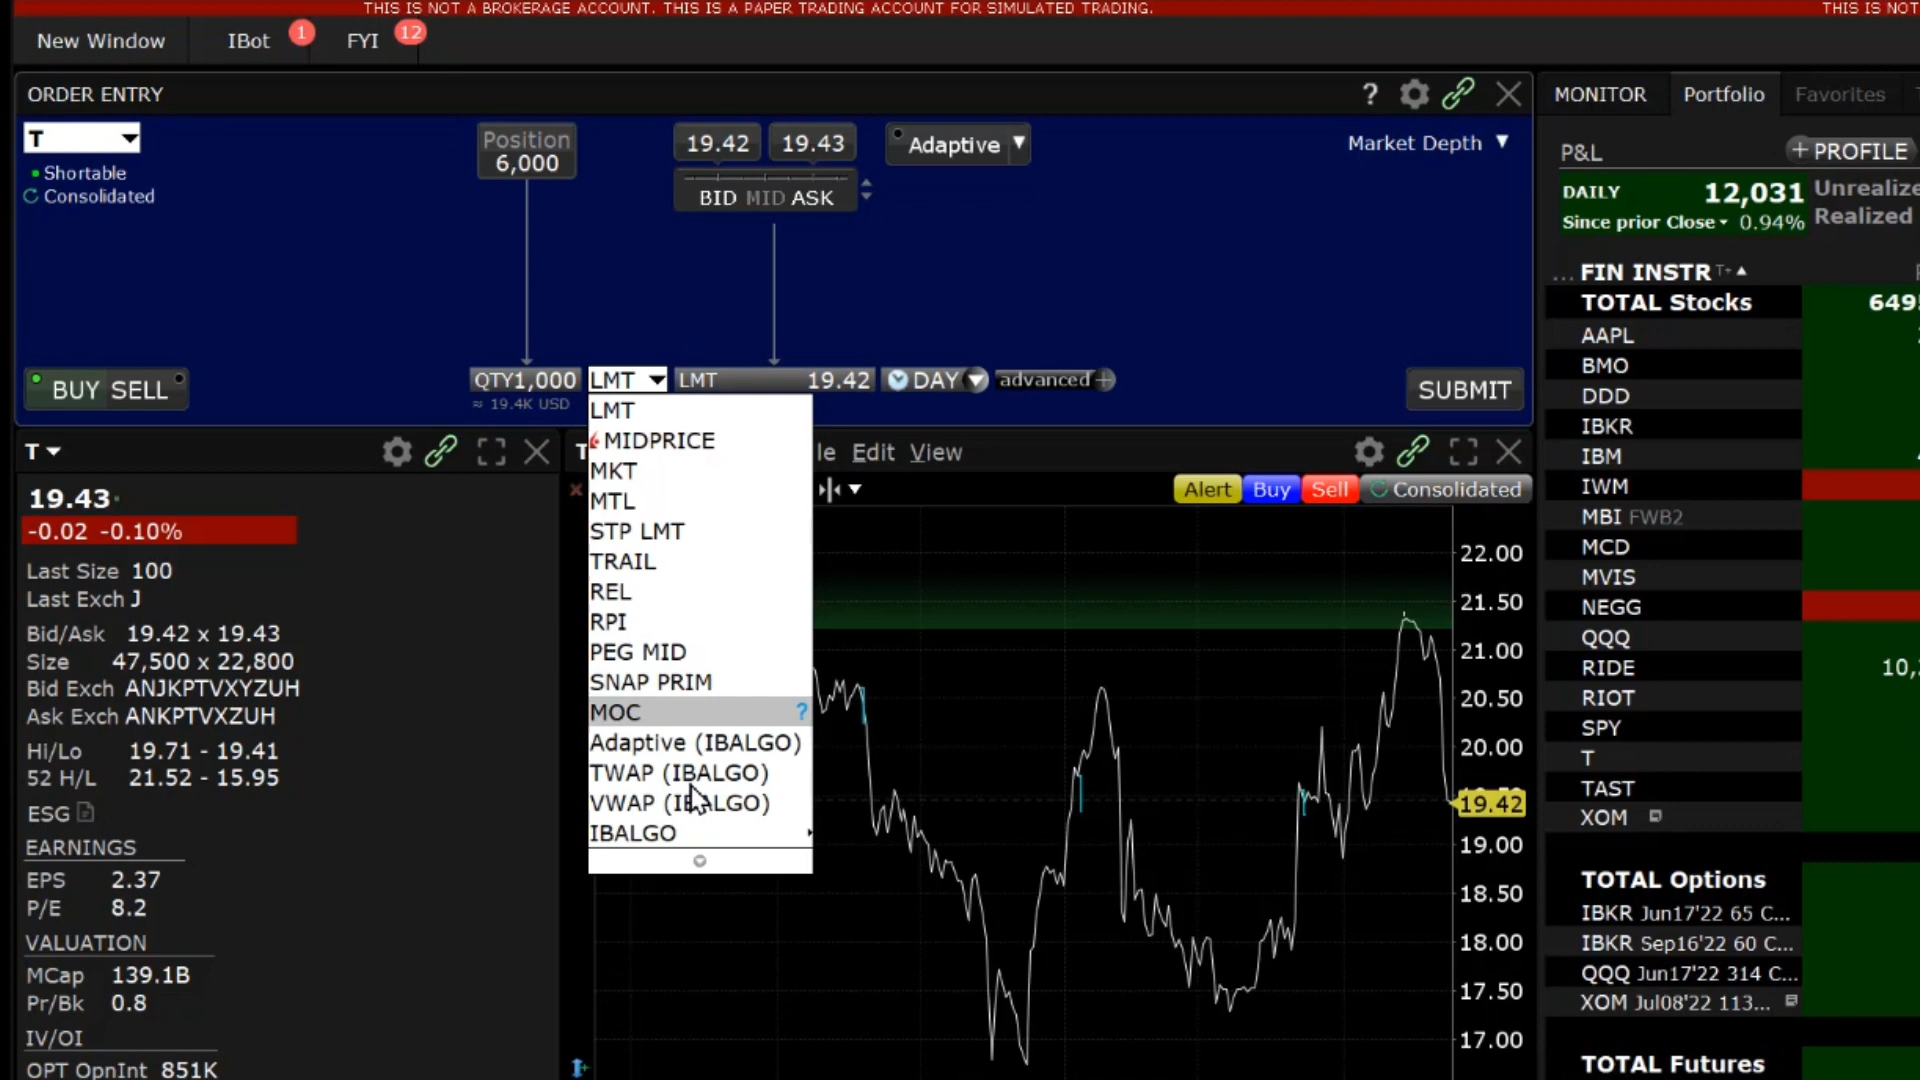 THIS IS NOT A BROKERAGE ACCOUNT. THIS IS A PAPER TRADING ACCOUNT FOR SIMULATED TRADING.
THIS IS NOT
New Window IBot 1 FYI 12
ORDER ENTRY
?
T
Shortable
Consolidated
Position
6,000
19.42 19.43
BID MID ASK
Adaptive
Market Depth
BUY SELL
QTY 1,000
≈ 19.4K USD
LMT
LMT 19.42
DAY
advanced
SUBMIT
LMT
MIDPRICE
MKT
MTL
STP LMT
TRAIL
REL
RPI
PEG MID
SNAP PRIM
MOC ?
Adaptive (IBALGO)
TWAP (IBALGO)
VWAP (IBALGO)
IBALGO
T
19.43
-0.02 -0.10%
Last Size 100
Last Exch J
Bid/Ask 19.42 x 19.43
Size 47,500 x 22,800
Bid Exch ANJKPTVXYZUH
Ask Exch ANKPTVXZUH
Hi/Lo 19.71 - 19.41
52 H/L 21.52 - 15.95
ESG
EARNINGS
EPS 2.37
P/E 8.2
VALUATION
MCap 139.1B
Pr/Bk 0.8
IV/OI
OPT OpnInt 851K
T
le Edit View
Alert Buy Sell Consolidated
22.00
21.50
21.00
20.50
20.00
19.42
19.00
18.50
18.00
17.50
17.00
MONITOR Portfolio Favorites
P&L
+PROFILE
DAILY 12,031
Since prior Close 0.94%
Unrealize
Realized
... FIN INSTR
TOTAL Stocks 649
AAPL
BMO
DDD
IBKR
IBM
IWM
MBI FWB2
MCD
MVIS
NEGG
QQQ
RIDE 10,
RIOT
SPY
T
TAST
XOM
TOTAL Options
IBKR Jun17'22 65 C...
IBKR Sep16'22 60 C...
QQQ Jun17'22 314 C...
XOM Jul08'22 113...
TOTAL Futures